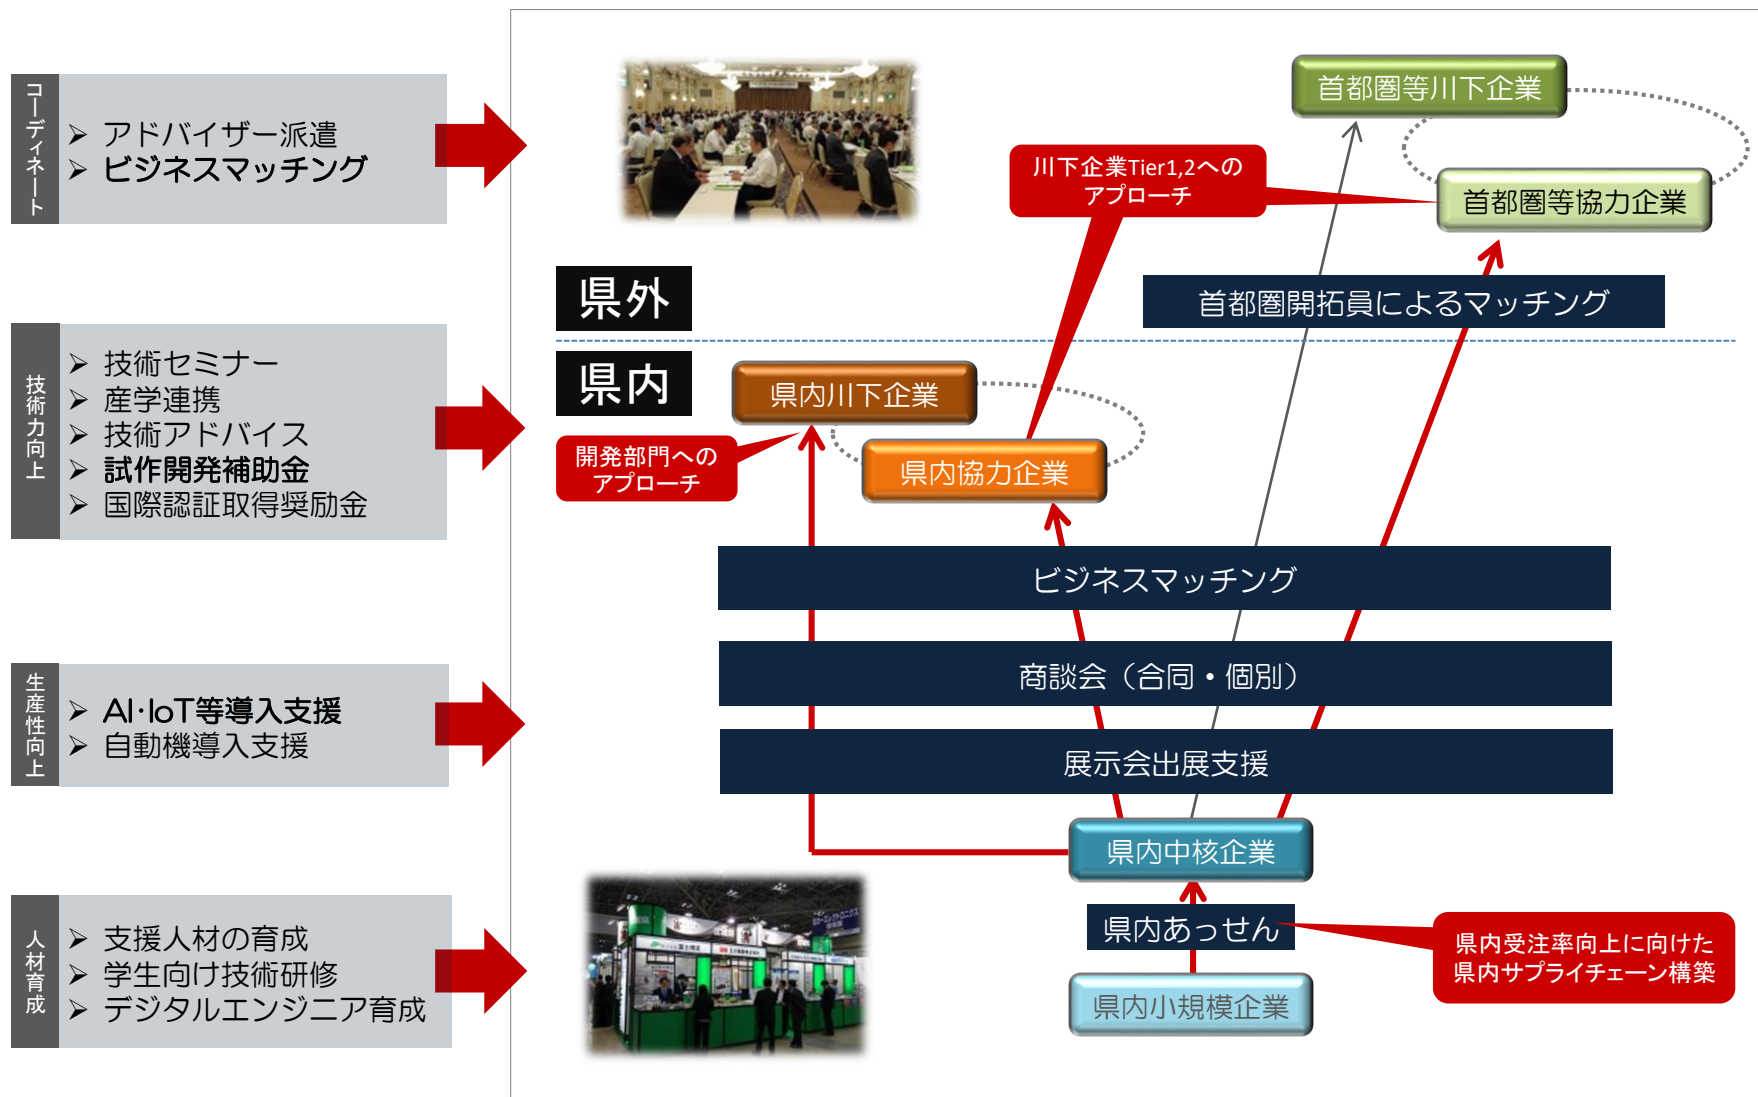 コーディネート
➢ アドバイザー派遣
➢ ビジネスマッチング
技術力向上
➢ 技術セミナー
➢ 産学連携
➢ 技術アドバイス
➢ 試作開発補助金
➢ 国際認証取得奨励金
生産性向上
➢ AI・IoT等導入支援
➢ 自動機導入支援
人材育成
➢ 支援人材の育成
➢ 学生向け技術研修
➢ デジタルエンジニア育成
首都圏等川下企業
川下企業Tier1,2への
アプローチ
首都圏等協力企業
県外
首都圏開拓員によるマッチング
県内
県内川下企業
開発部門への
アプローチ
県内協力企業
ビジネスマッチング
商談会（合同・個別）
展示会出展支援
県内中核企業
県内あっせん
県内受注率向上に向けた
県内サプライチェーン構築
県内小規模企業